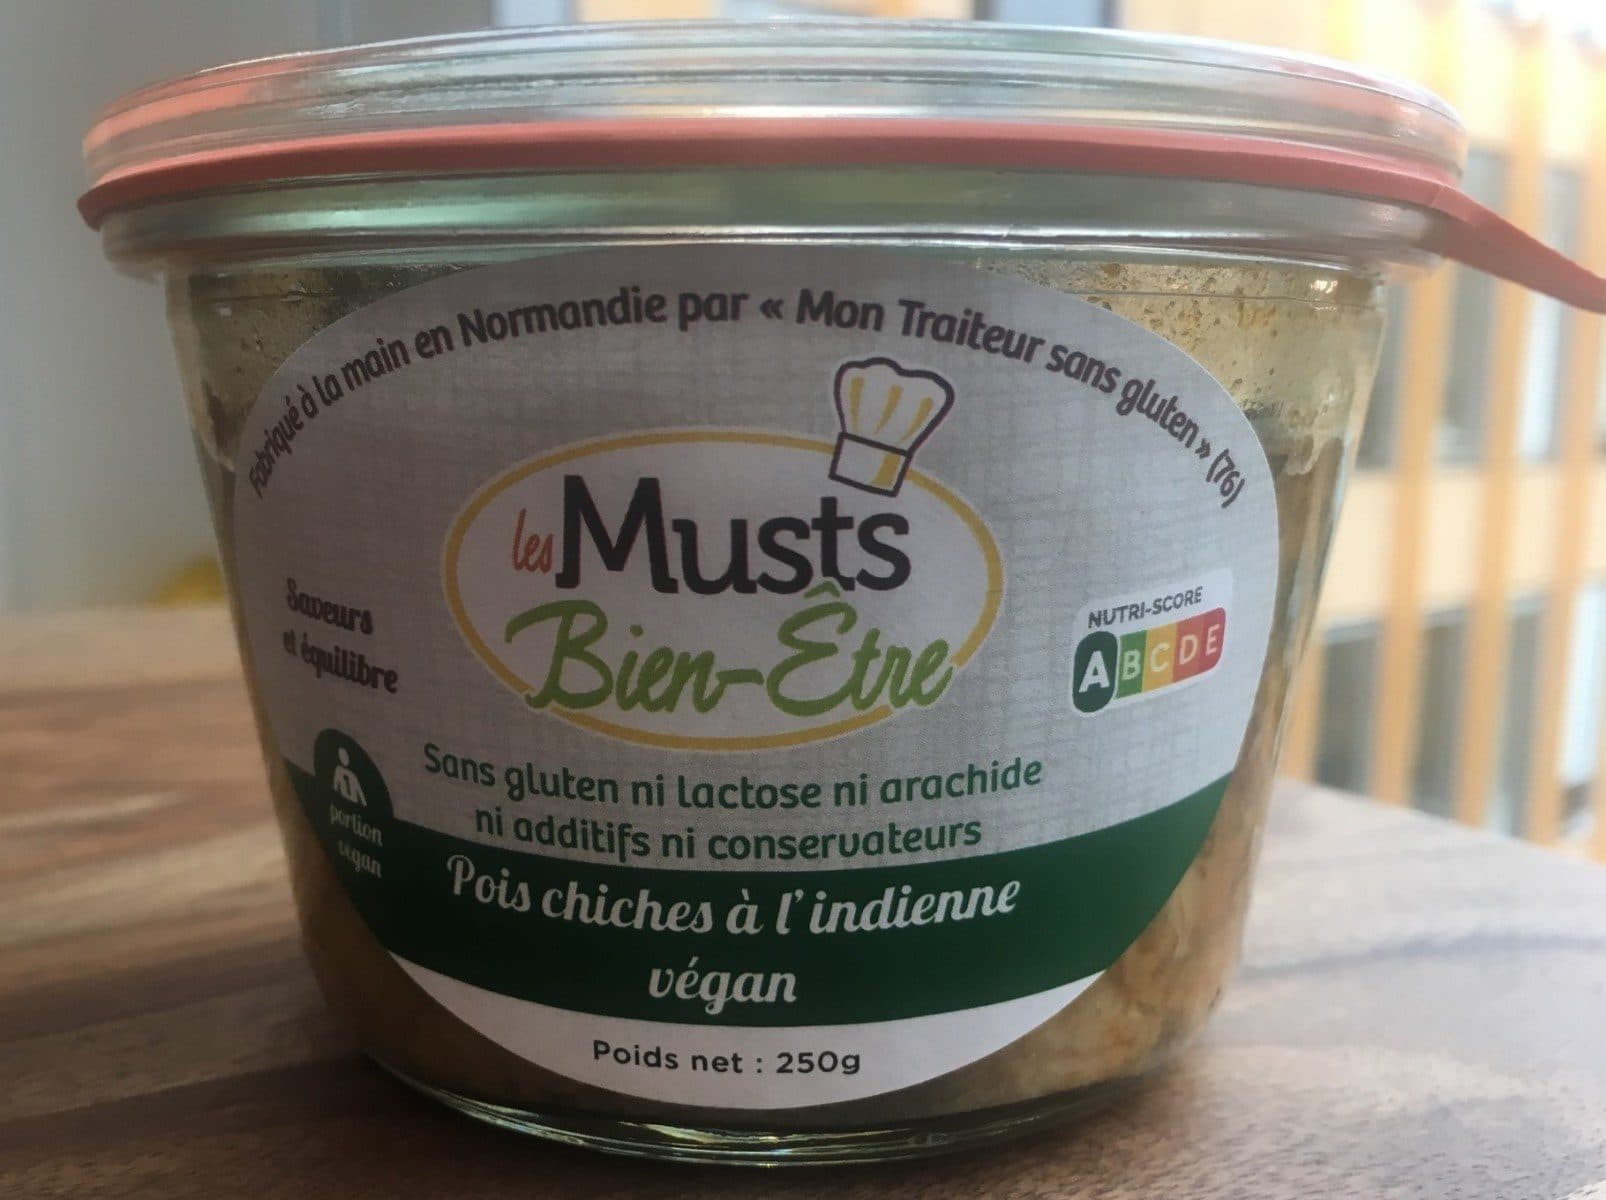 Fabriqué à la main en Normandie par « Mon Traiteur sans gluten » (76)
les Musts
Bien-Être
Saveurs
et équilibre
NUTRI-SCORE
A B C D E
portion
végan
Sans gluten ni lactose ni arachide
ni additifs ni conservateurs
Pois chiches à l'indienne
végan
Poids net : 250g